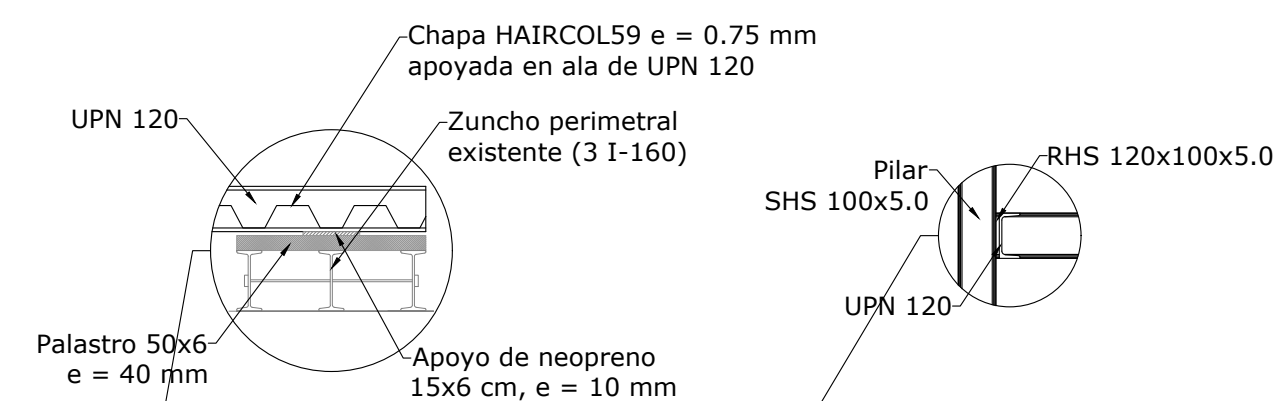 Chapa HAIRCOL59 e = 0.75 mm
apoyada en ala de UPN 120
UPN 120
Zuncho perimetral
existente (3 I-160)
Palastro 50x6
e = 40 mm
Apoyo de neopreno
15x6 cm, e = 10 mm
Pilar
SHS 100x5.0
RHS 120x100x5.0
UPN 120